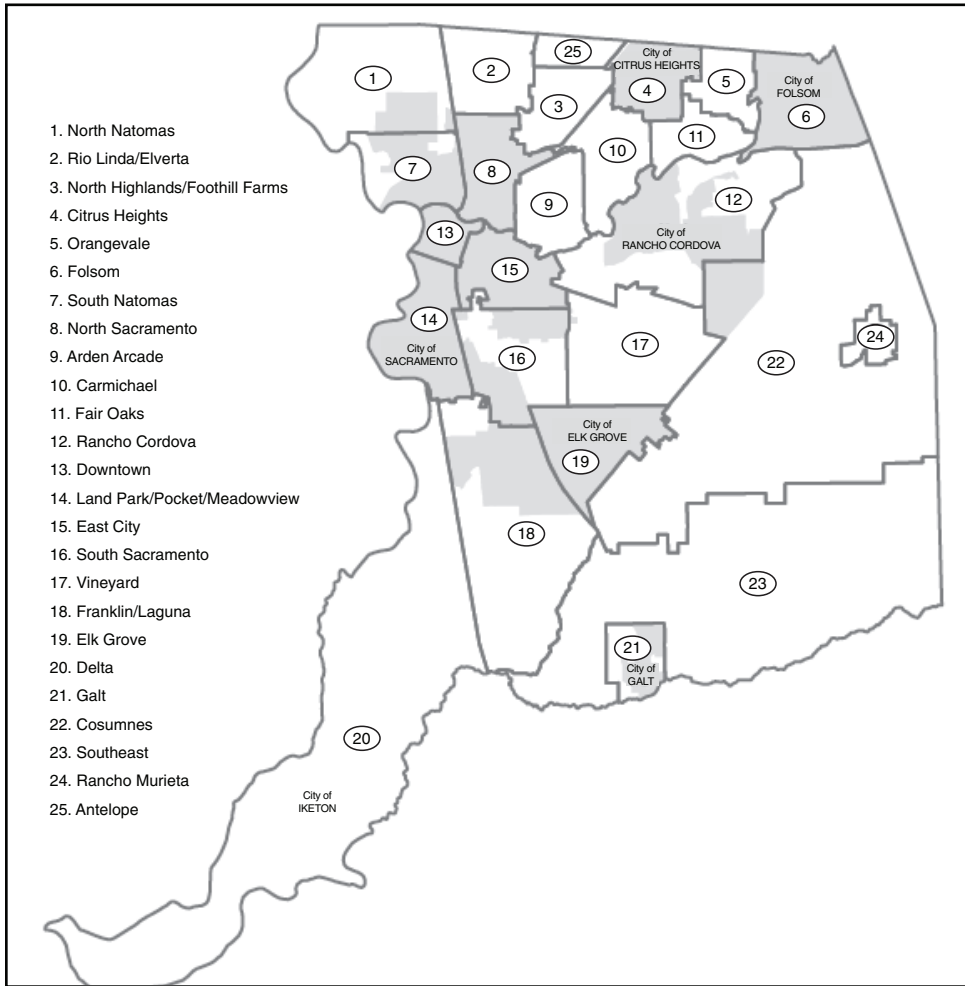 1. North Natomas
2. Rio Linda/Elverta
3. North Highlands/Foothill Farms
4. Citrus Heights
5. Orangevale
6. Folsom
7. South Natomas
8. North Sacramento
9. Arden Arcade
10. Carmichael
11. Fair Oaks
12. Rancho Cordova
13. Downtown
14. Land Park/Pocket/Meadowview
15. East City
16. South Sacramento
17. Vineyard
18. Franklin/Laguna
19. Elk Grove
20. Delta
21. Galt
22. Cosumnes
23. Southeast
24. Rancho Murieta
25. Antelope
1
2
25
3
City of
CITRUS HEIGHTS
4
5
City of
FOLSOM
6
7
8
9
10
11
12
City of
RANCHO CORDOVA
13
14
City of
SACRAMENTO
15
16
17
22
24
City of
ELK GROVE
19
18
23
21
City of
GALT
20
City of
IKETON